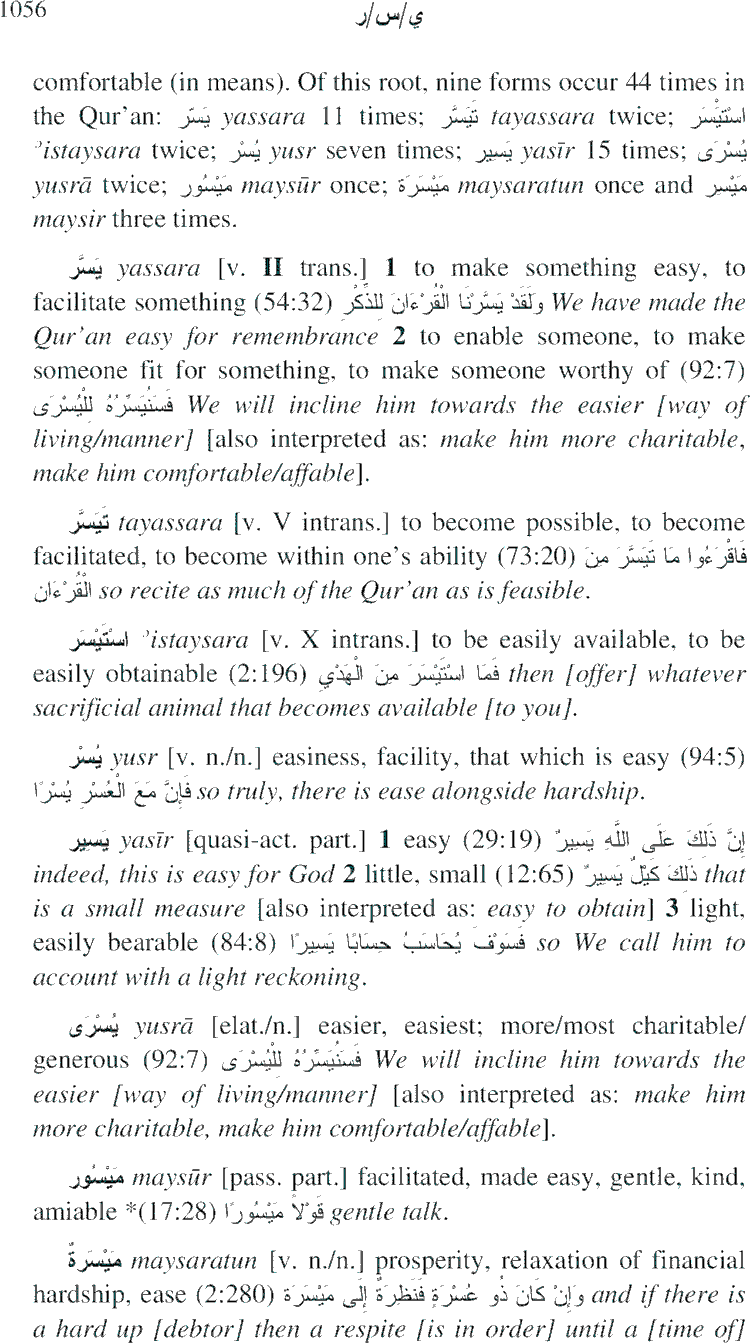 1056 ي/س/ر
comfortable (in means). Of this root, nine forms occur 44 times in
the Qur'an: يَسَّر yassara 11 times; تَيَسَّر tayassara twice; اسْتَيْسَر
ʾistaysara twice; يُسْر yusr seven times; يَسِير yasīr 15 times; يُسْرَى
yusrā twice; مَيْسُور maysūr once; مَيْسَرَة maysaratun once and مَيْسِر
maysir three times.
يَسَّر yassara [v. II trans.] 1 to make something easy, to
facilitate something (54:32) وَلَقَدْ يَسَّرْنَا الْقُرْءَانَ لِلذِّكْرِ We have made the
Qur'an easy for remembrance 2 to enable someone, to make
someone fit for something, to make someone worthy of (92:7)
فَسَنُيَسِّرُهُ لِلْيُسْرَى We will incline him towards the easier [way of
living/manner] [also interpreted as: make him more charitable,
make him comfortable/affable].
تَيَسَّر tayassara [v. V intrans.] to become possible, to become
facilitated, to become within one's ability (73:20) فَاقْرَءُوا مَا تَيَسَّرَ مِنَ
الْقُرْءَانِ so recite as much of the Qur'an as is feasible.
اسْتَيْسَر ʾistaysara [v. X intrans.] to be easily available, to be
easily obtainable (2:196) فَمَا اسْتَيْسَرَ مِنَ الْهَدْيِ then [offer] whatever
sacrificial animal that becomes available [to you].
يُسْر yusr [v. n./n.] easiness, facility, that which is easy (94:5)
فَإِنَّ مَعَ الْعُسْرِ يُسْرًا so truly, there is ease alongside hardship.
يَسِير yasīr [quasi-act. part.] 1 easy (29:19) إِنَّ ذَلِكَ عَلَى اللَّهِ يَسِيرٌ
indeed, this is easy for God 2 little, small (12:65) ذَلِكَ كَيْلٌ يَسِيرٌ that
is a small measure [also interpreted as: easy to obtain] 3 light,
easily bearable (84:8) فَسَوْفَ يُحَاسَبُ حِسَابًا يَسِيرًا so We call him to
account with a light reckoning.
يُسْرَى yusrā [elat./n.] easier, easiest; more/most charitable/
generous (92:7) فَسَنُيَسِّرُهُ لِلْيُسْرَى We will incline him towards the
easier [way of living/manner] [also interpreted as: make him
more charitable, make him comfortable/affable].
مَيْسُور maysūr [pass. part.] facilitated, made easy, gentle, kind,
amiable *(17:28) قَوْلاً مَيْسُورًا gentle talk.
مَيْسَرَةٌ maysaratun [v. n./n.] prosperity, relaxation of financial
hardship, ease (2:280) وَإِنْ كَانَ ذُو عُسْرَةٍ فَنَظِرَةٌ إِلَى مَيْسَرَة and if there is
a hard up [debtor] then a respite [is in order] until a [time of]